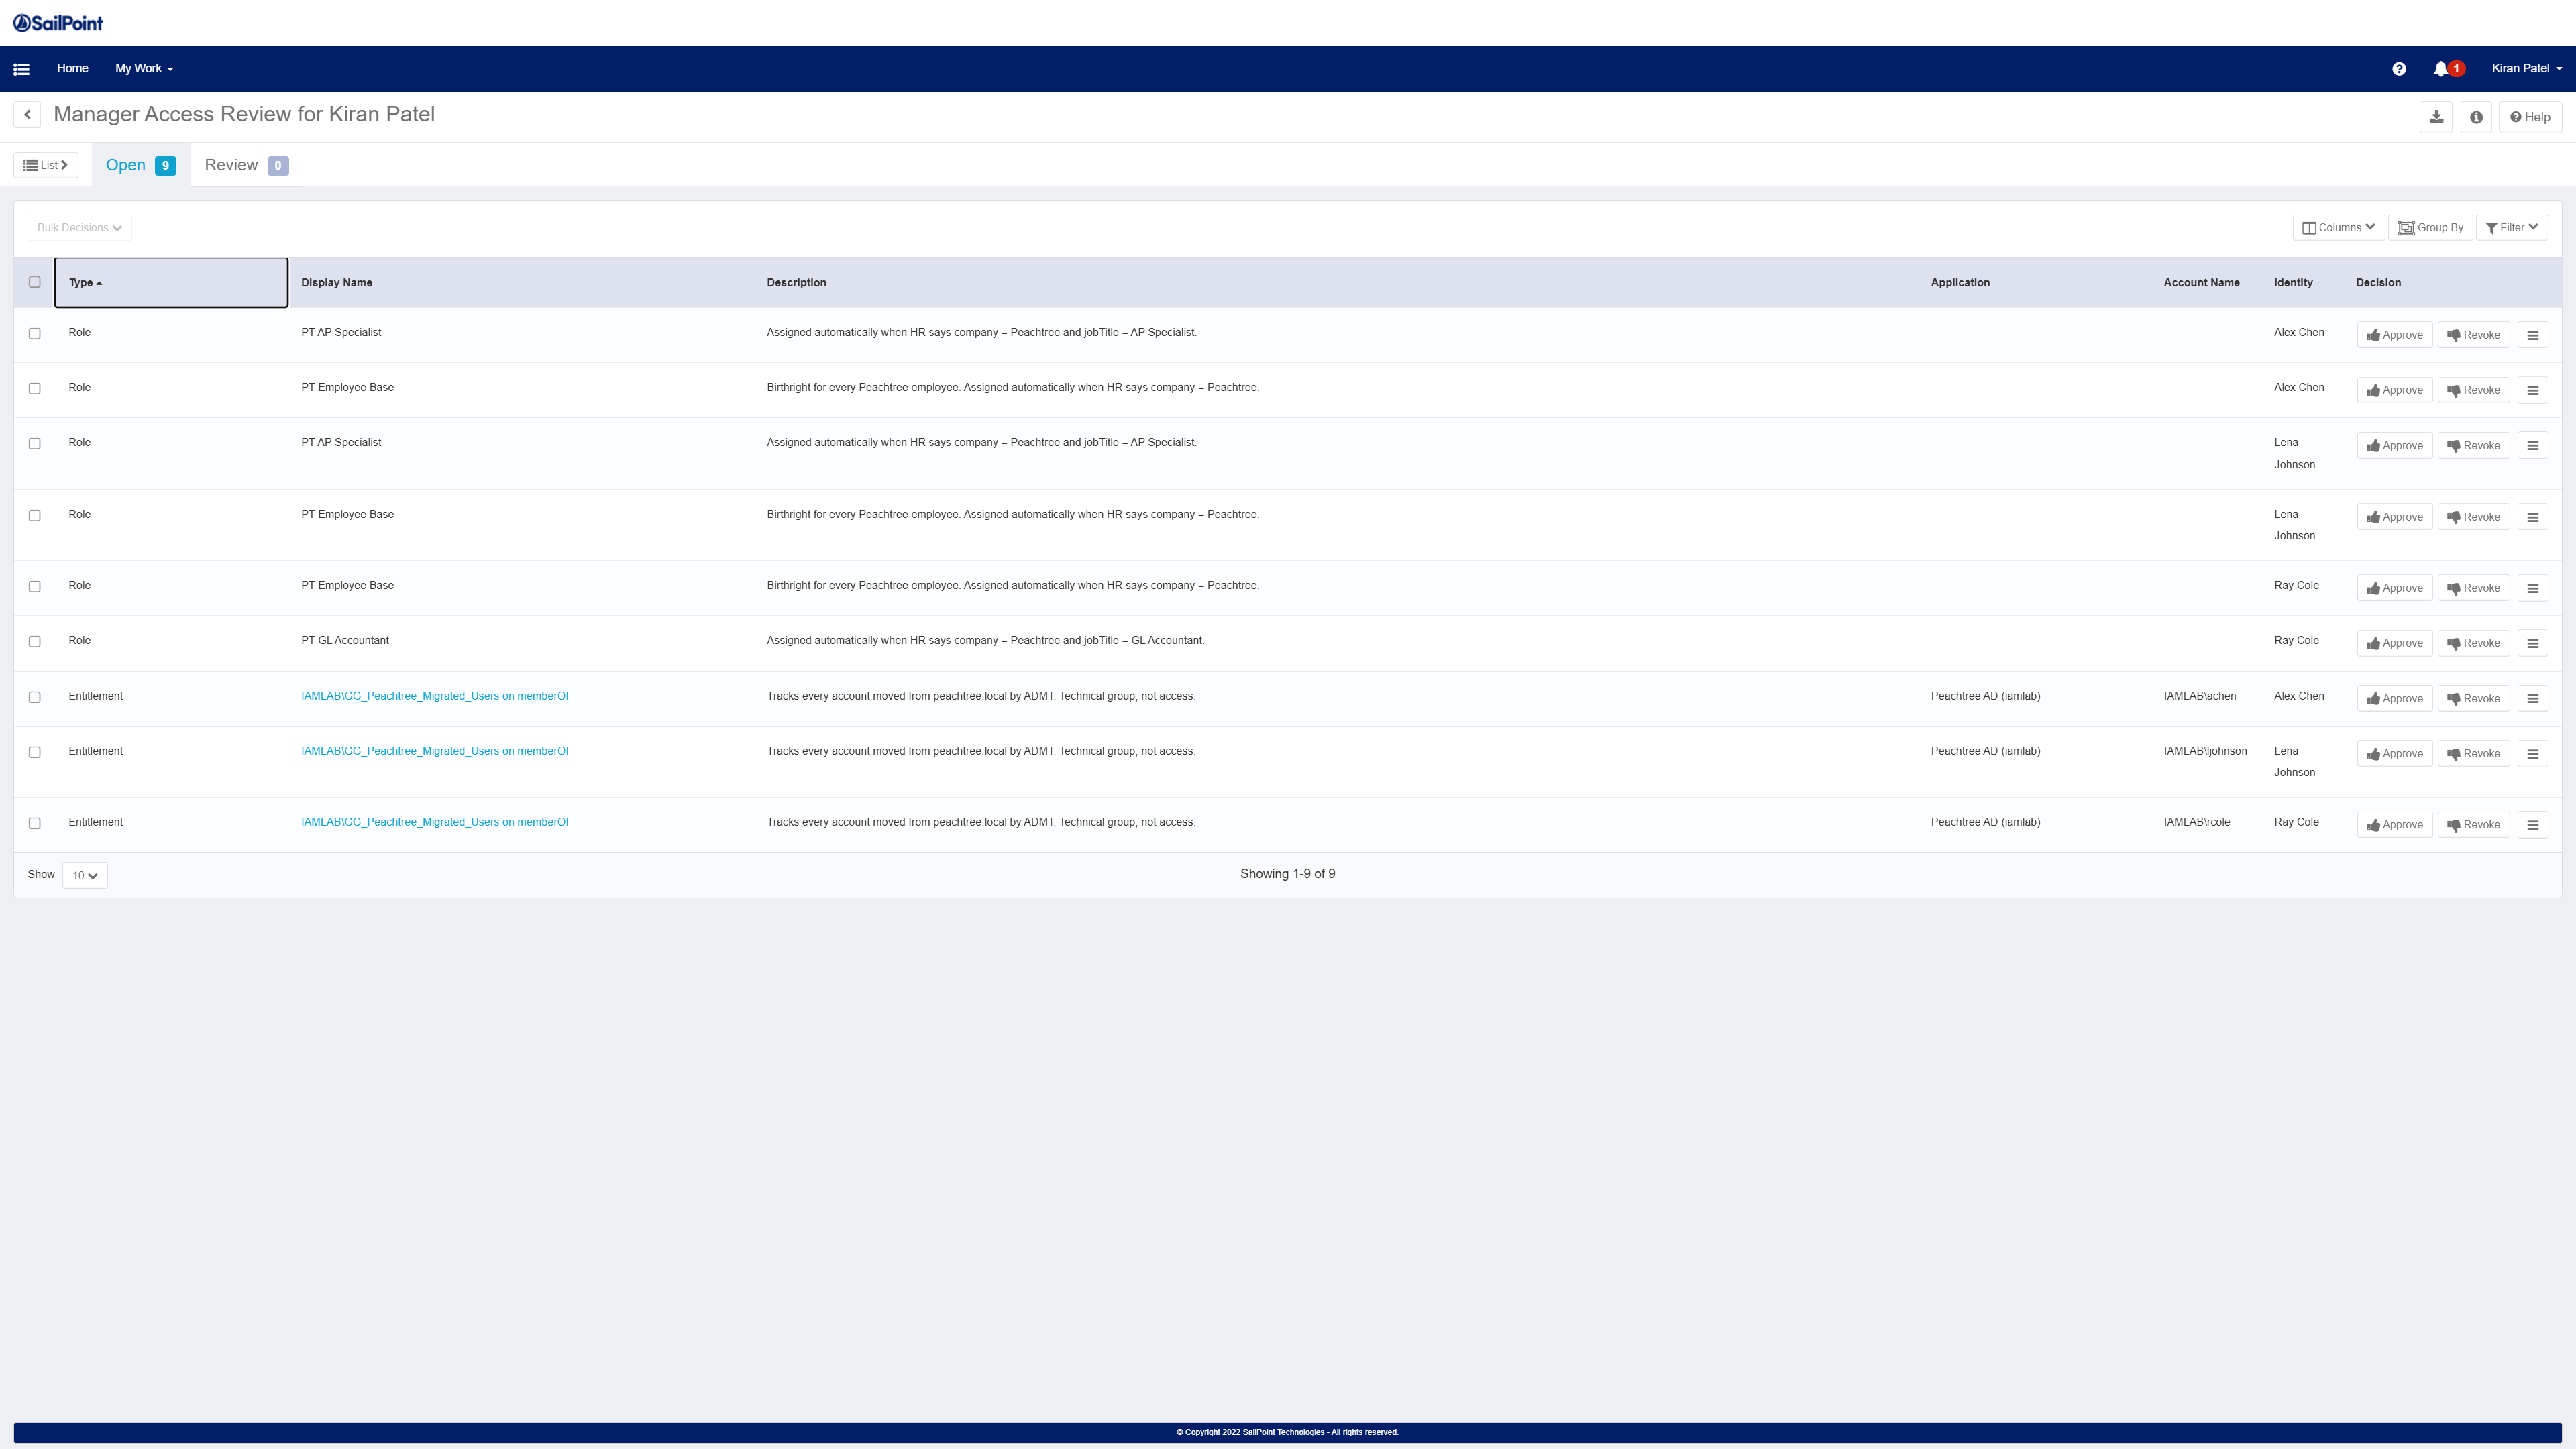 SailPoint
Home My Work 1 Kiran Patel
Manager Access Review for Kiran Patel Help
List Open 9 Review 0
Bulk Decisions Columns Group By Filter
Type Display Name Description Application Account Name Identity Decision
Role PT AP Specialist Assigned automatically when HR says company = Peachtree and jobTitle = AP Specialist. Alex Chen Approve Revoke
Role PT Employee Base Birthright for every Peachtree employee. Assigned automatically when HR says company = Peachtree. Alex Chen Approve Revoke
Role PT AP Specialist Assigned automatically when HR says company = Peachtree and jobTitle = AP Specialist. Lena Approve Revoke
Johnson
Role PT Employee Base Birthright for every Peachtree employee. Assigned automatically when HR says company = Peachtree. Lena Approve Revoke
Johnson
Role PT Employee Base Birthright for every Peachtree employee. Assigned automatically when HR says company = Peachtree. Ray Cole Approve Revoke
Role PT GL Accountant Assigned automatically when HR says company = Peachtree and jobTitle = GL Accountant. Ray Cole Approve Revoke
Entitlement IAMLAB\GG_Peachtree_Migrated_Users on memberOf Tracks every account moved from peachtree.local by ADMT. Technical group, not access. Peachtree AD (iamlab) IAMLAB\achen Alex Chen Approve Revoke
Entitlement IAMLAB\GG_Peachtree_Migrated_Users on memberOf Tracks every account moved from peachtree.local by ADMT. Technical group, not access. Peachtree AD (iamlab) IAMLAB\ljohnson Lena Approve Revoke
Johnson
Entitlement IAMLAB\GG_Peachtree_Migrated_Users on memberOf Tracks every account moved from peachtree.local by ADMT. Technical group, not access. Peachtree AD (iamlab) IAMLAB\rcole Ray Cole Approve Revoke
Show 10 Showing 1-9 of 9
© Copyright 2022 SailPoint Technologies - All rights reserved.